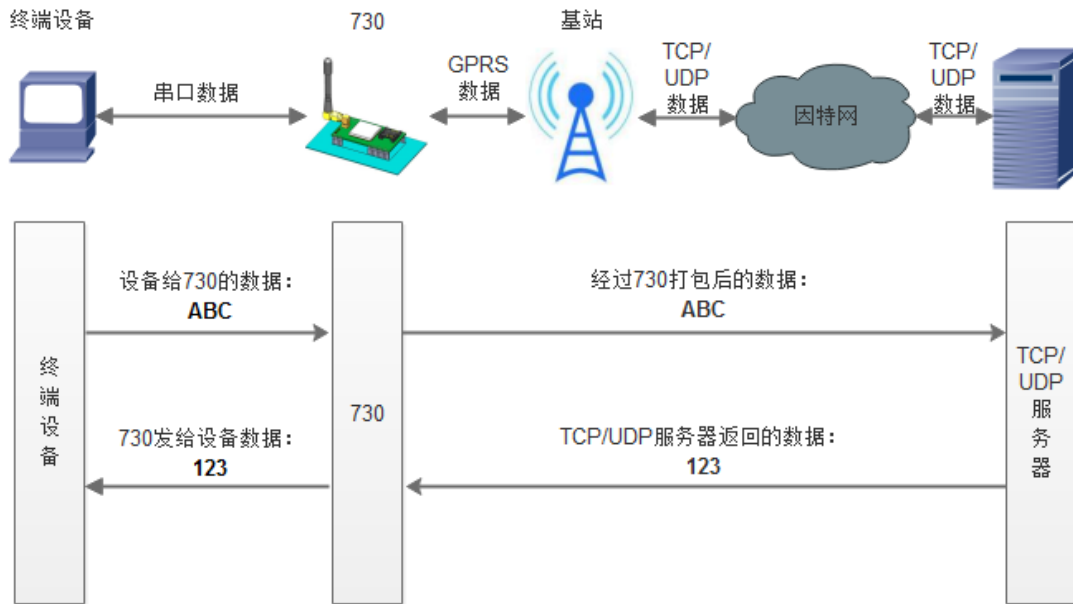 终端设备
730
基站
串口数据
GPRS
数据
TCP/
UDP
数据
因特网
TCP/
UDP
数据
设备给730的数据：
ABC
经过730打包后的数据：
ABC
终
端
设
备
730
TCP/
UDP
服
务
器
730发给设备数据：
123
TCP/UDP服务器返回的数据：
123